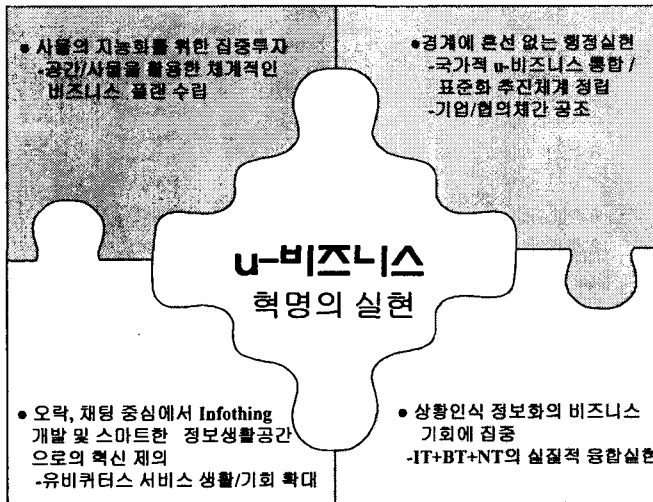 ● 사물의 지능화를 위한 집중투자
-공간/사물을 활용한 체계적인
비즈니스 플랜 수립
●경계에 혼선 없는 행정실현
-국가적 u-비즈니스 통합 /
표준화 추진체계 정립
-기업/협의체간 공조
u-비즈니스
혁명의 실현
● 오락, 채팅 중심에서 Infothing
개발 및 스마트한 정보생활공간
으로의 혁신 제의
-유비쿼터스 서비스 생활/기회 확대
● 상황인식 정보화의 비즈니스
기회에 집중
-IT+BT+NT의 실질적 융합실현